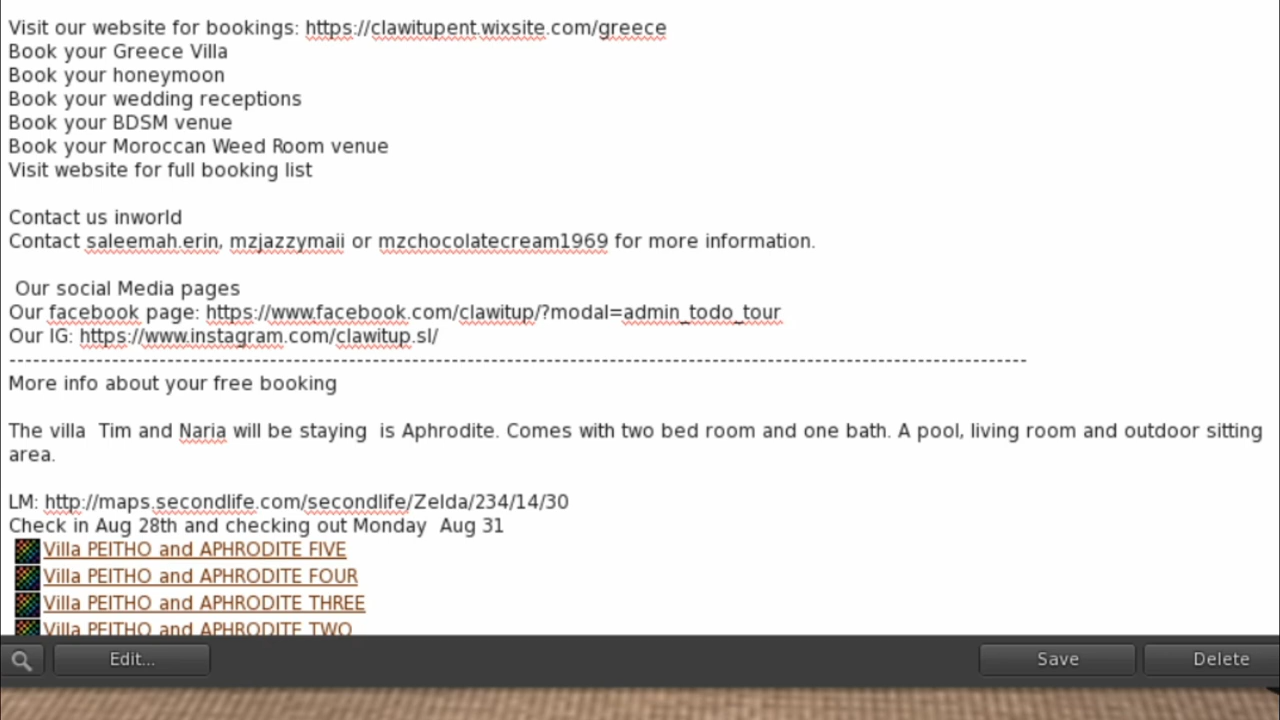 Visit our website for bookings: https://clawitupent.wixsite.com/greece
Book your Greece Villa
Book your honeymoon
Book your wedding receptions
Book your BDSM venue
Book your Moroccan Weed Room venue
Visit website for full booking list
Contact us inworld
Contact saleemah.erin, mzjazzymaii or mzchocolatecream1969 for more information.
Our social Media pages
Our facebook page: https://www.facebook.com/clawitup/?modal=admin_todo_tour
Our IG: https://www.instagram.com/clawitup.sl/
--------------------------------------------------------------------------------------------------------------------------------
More info about your free booking
The villa  Tim and Naria will be staying  is Aphrodite. Comes with two bed room and one bath. A pool, living room and outdoor sitting
area.
LM: http://maps.secondlife.com/secondlife/Zelda/234/14/30
Check in Aug 28th and checking out Monday  Aug 31
Villa PEITHO and APHRODITE FIVE
Villa PEITHO and APHRODITE FOUR
Villa PEITHO and APHRODITE THREE
Villa PEITHO and APHRODITE TWO
Edit... Save Delete